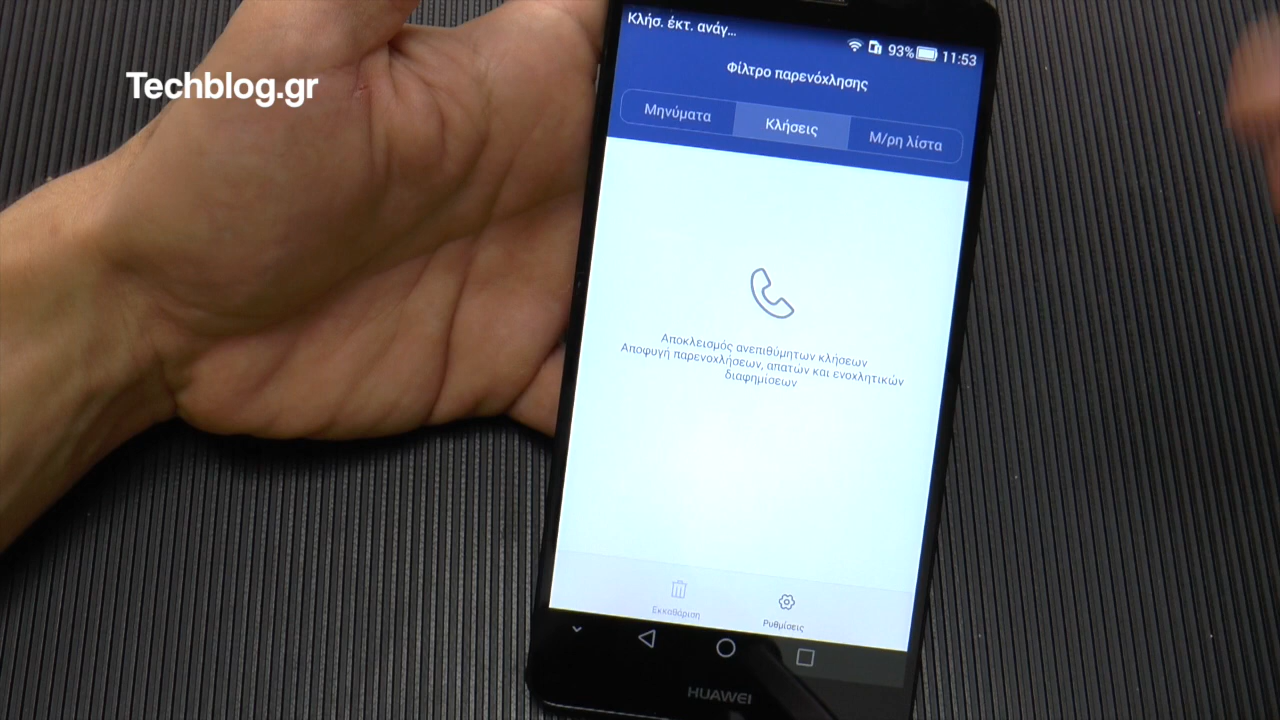 Techblog.gr
Κλήσ. έκτ. ανάγ...
93% 11:53
Φίλτρο παρενόχλησης
Μηνύματα Κλήσεις Μ/ρη λίστα
Αποκλεισμός ανεπιθύμητων κλήσεων
Αποφυγή παρενοχλήσεων, απατών και ενοχλητικών
διαφημίσεων
Εκκαθάριση Ρυθμίσεις
HUAWEI